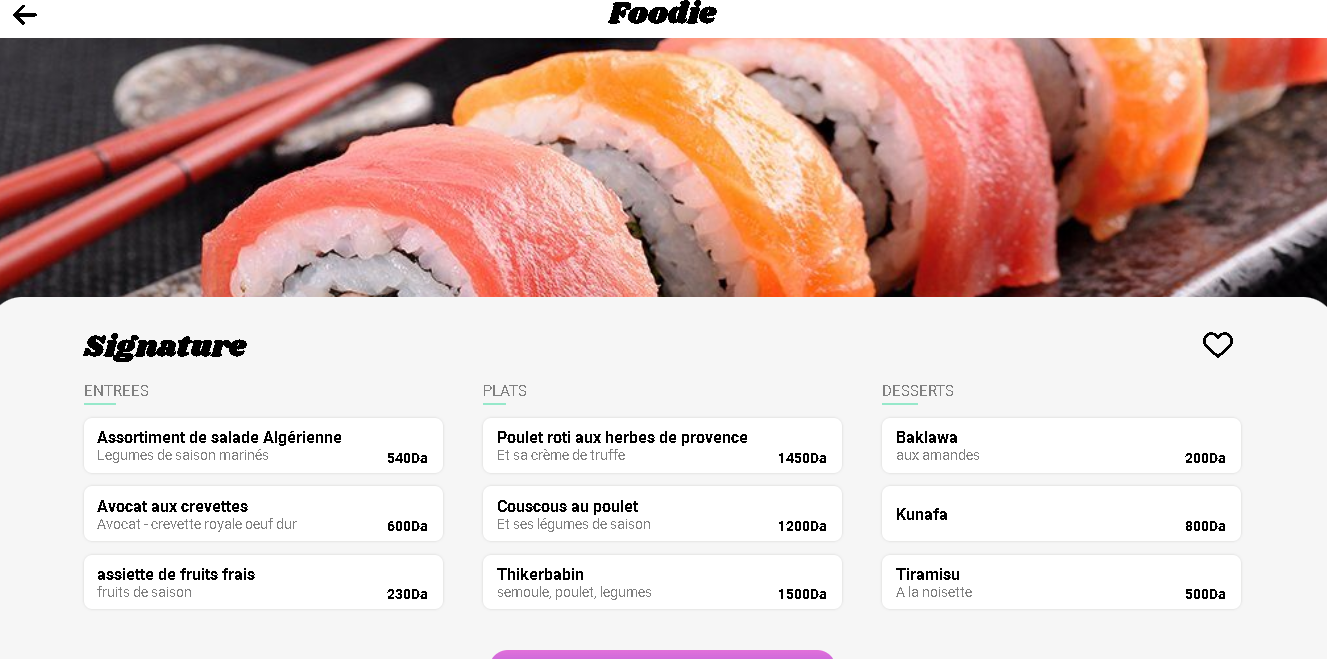 Foodie
Signature
ENTREES
Assortiment de salade Algérienne
Legumes de saison marinés
540Da
Avocat aux crevettes
Avocat - crevette royale oeuf dur
600Da
assiette de fruits frais
fruits de saison
230Da
PLATS
Poulet roti aux herbes de provence
Et sa crème de truffe
1450Da
Couscous au poulet
Et ses légumes de saison
1200Da
Thikerbabin
semoule, poulet, legumes
1500Da
DESSERTS
Baklawa
aux amandes
200Da
Kunafa
800Da
Tiramisu
A la noisette
500Da